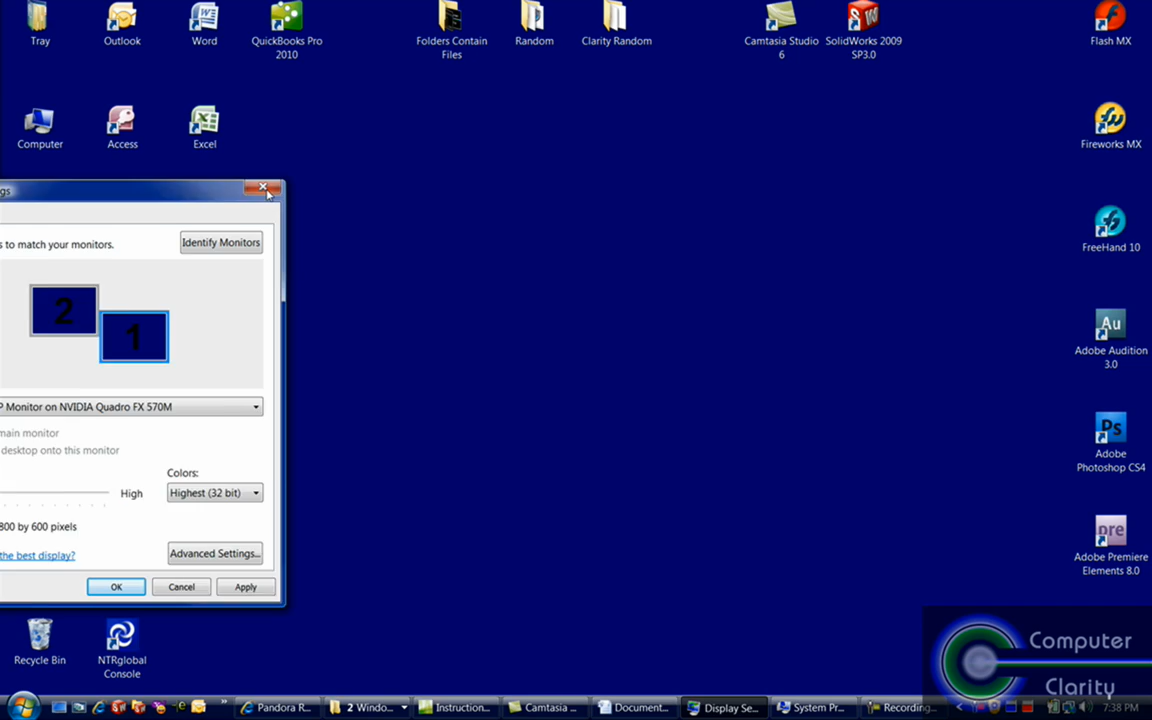 Tray
Outlook
Word
QuickBooks Pro
2010
Folders Contain
Files
Random
Clarity Random
Camtasia Studio
6
SolidWorks 2009
SP3.0
Flash MX
Computer
Access
Excel
Fireworks MX
gs
s to match your monitors.
Identify Monitors
2
1
FreeHand 10
Au
Adobe Audition
3.0
P Monitor on NVIDIA Quadro FX 570M
main monitor
desktop onto this monitor
Colors:
High
Highest (32 bit)
Ps
Adobe
Photoshop CS4
800 by 600 pixels
the best display?
Advanced Settings...
OK
Cancel
Apply
pre
Adobe Premiere
Elements 8.0
Recycle Bin
NTRglobal
Console
Computer
Clarity
Pandora R...
2 Windo...
Instruction...
Camtasia ...
Document...
Display Se...
System Pr...
Recording...
7:38 PM